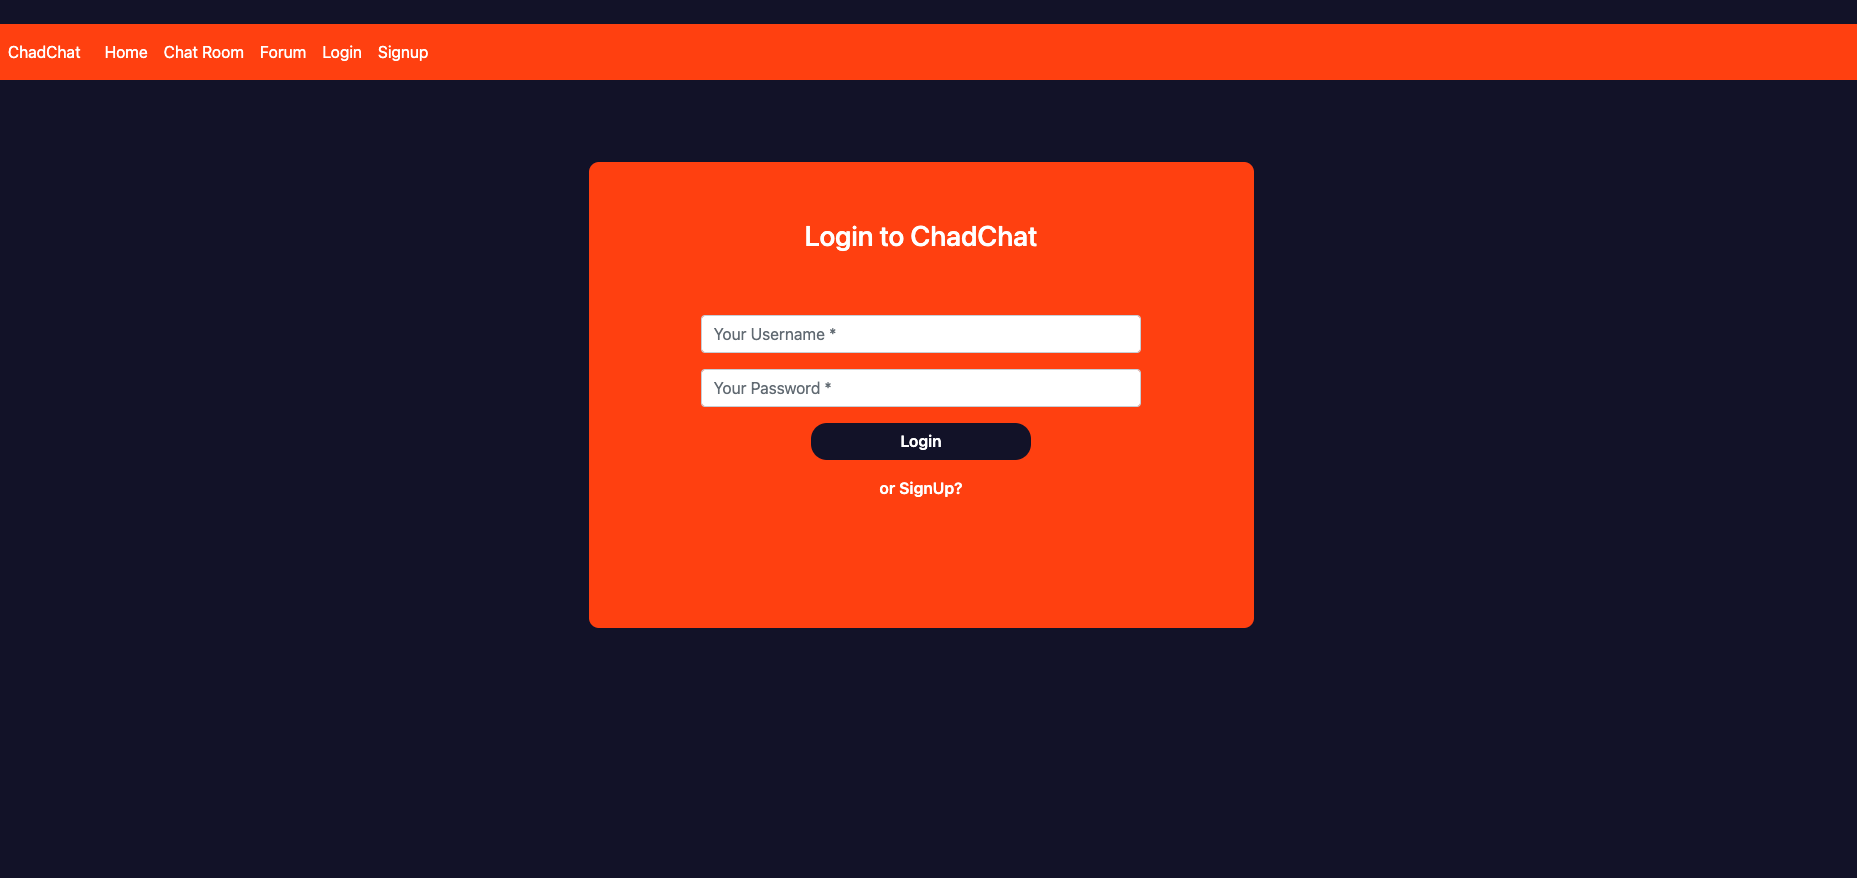 ChadChat Home Chat Room Forum Login Signup
Login to ChadChat
Your Username *
Your Password *
Login
or SignUp?